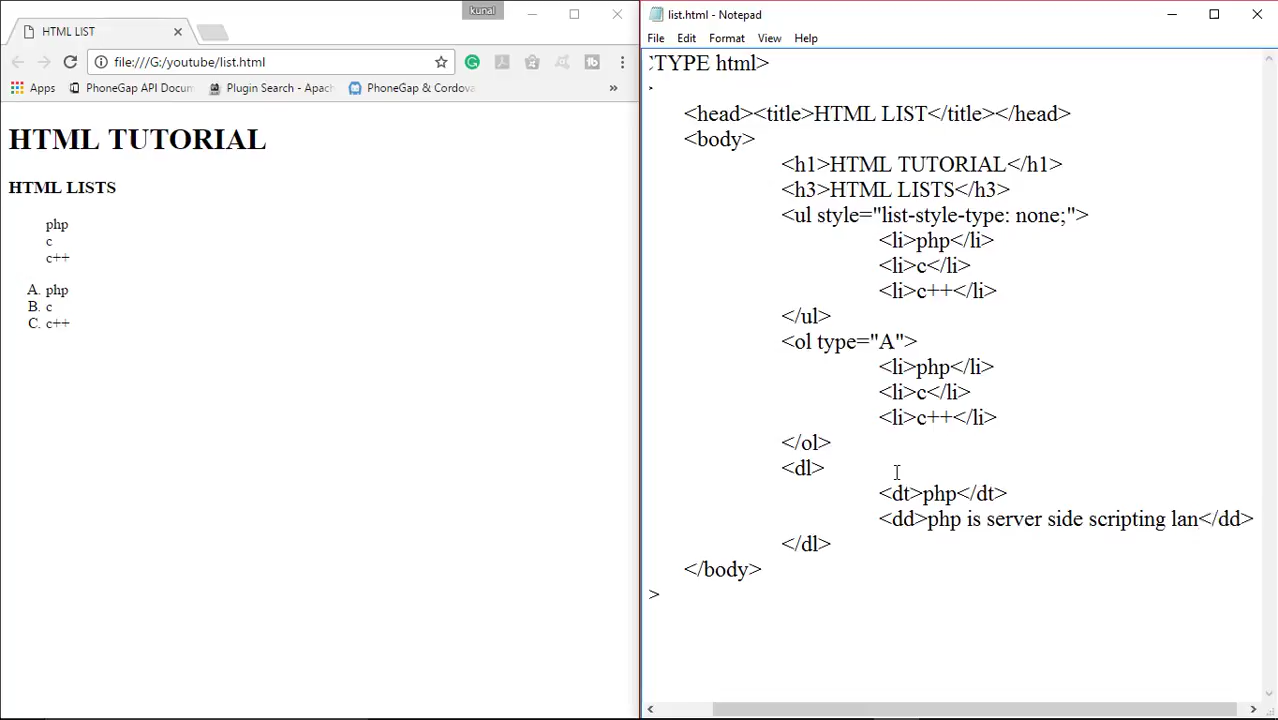 kunal
HTML LIST
file:///G:/youtube/list.html
Apps
PhoneGap API Docum
Plugin Search - Apach
PhoneGap & Cordova
»
HTML TUTORIAL
HTML LISTS
php
c
c++
A. php
B. c
C. c++
list.html - Notepad
File Edit Format View Help
CTYPE html>
>
<head><title>HTML LIST</title></head>
<body>
<h1>HTML TUTORIAL</h1>
<h3>HTML LISTS</h3>
<ul style="list-style-type: none;">
<li>php</li>
<li>c</li>
<li>c++</li>
</ul>
<ol type="A">
<li>php</li>
<li>c</li>
<li>c++</li>
</ol>
<dl>
<dt>php</dt>
<dd>php is server side scripting lan</dd>
</dl>
</body>
>